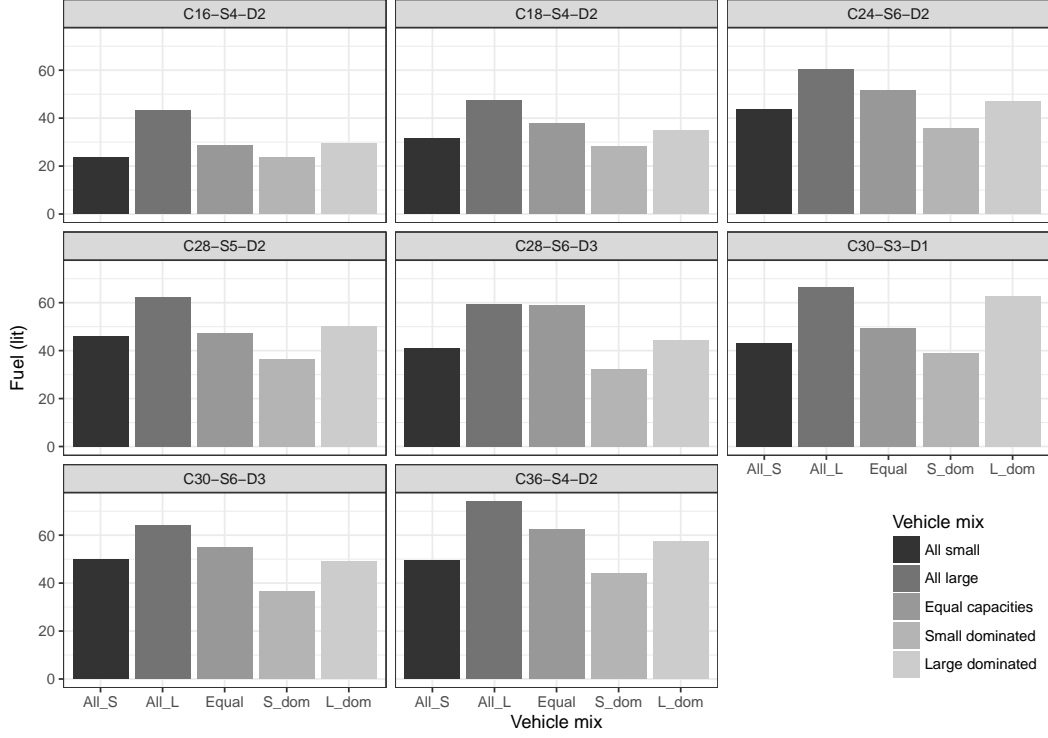 C16−S4−D2
C18−S4−D2
C24−S6−D2
60
40
20
0
C28−S5−D2
C28−S6−D3
C30−S3−D1
60
40
20
0
Fuel (lit)
All_S All_L Equal S_dom L_dom
C30−S6−D3
C36−S4−D2
60
40
20
0
All_S All_L Equal S_dom L_dom
All_S All_L Equal S_dom L_dom
Vehicle mix
Vehicle mix
All small
All large
Equal capacities
Small dominated
Large dominated